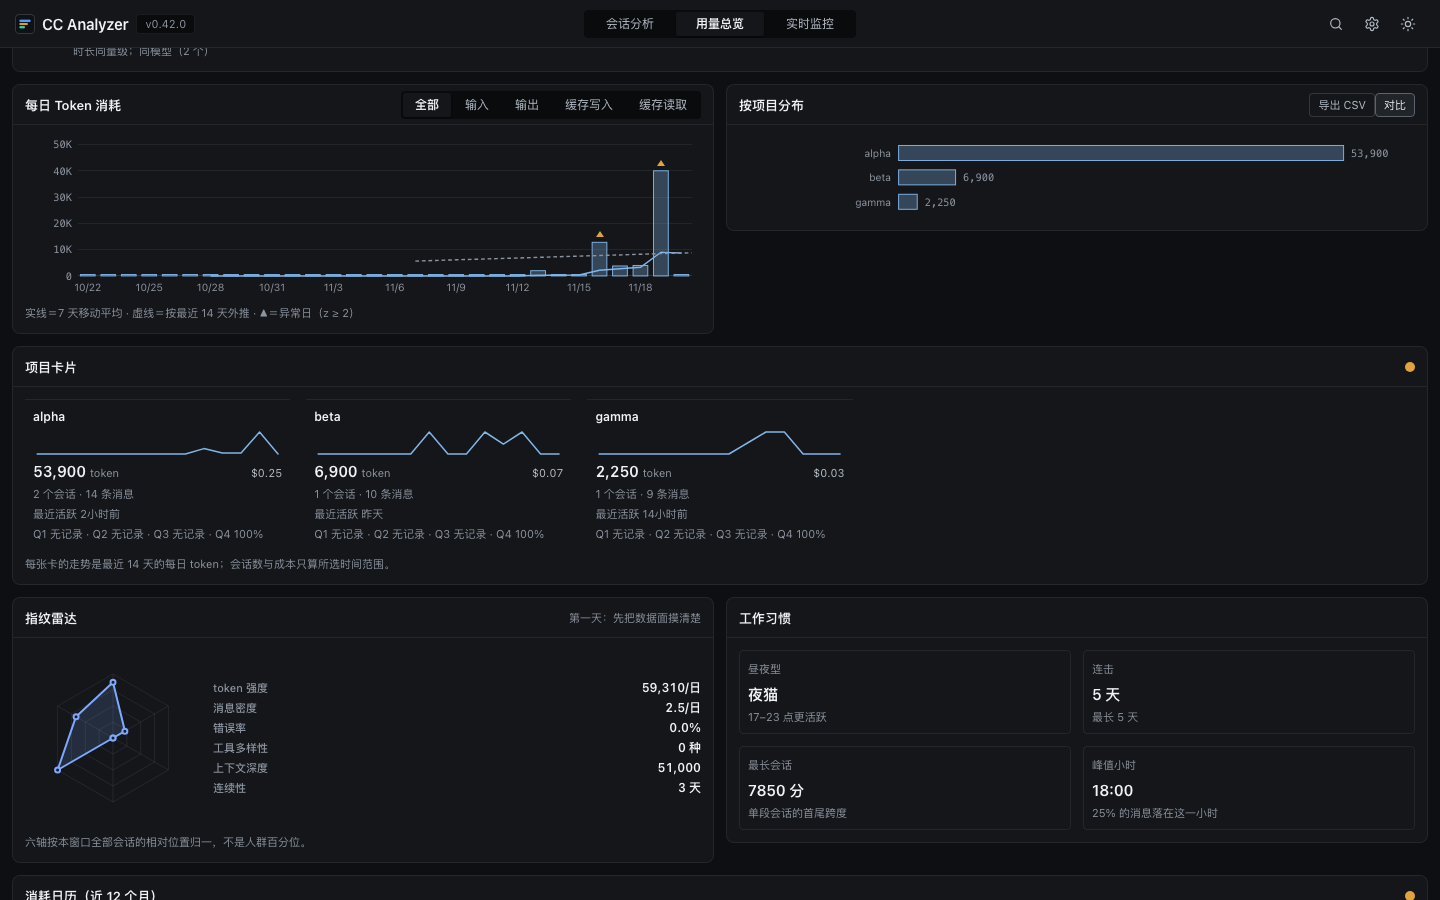 CC Analyzer v0.42.0
会话分析 用量总览 实时监控
时长同量级；同模型（2 个）
每日 Token 消耗
全部 输入 输出 缓存写入 缓存读取
50K
40K
30K
20K
10K
0
10/22 10/25 10/28 10/31 11/3 11/6 11/9 11/12 11/15 11/18
实线＝7 天移动平均 · 虚线＝按最近 14 天外推 · ▲＝异常日（z ≥ 2）
按项目分布
导出 CSV 对比
alpha 53,900
beta 6,900
gamma 2,250
项目卡片
alpha
53,900 token $0.25
2 个会话 · 14 条消息
最近活跃 2小时前
Q1 无记录 · Q2 无记录 · Q3 无记录 · Q4 100%
beta
6,900 token $0.07
1 个会话 · 10 条消息
最近活跃 昨天
Q1 无记录 · Q2 无记录 · Q3 无记录 · Q4 100%
gamma
2,250 token $0.03
1 个会话 · 9 条消息
最近活跃 14小时前
Q1 无记录 · Q2 无记录 · Q3 无记录 · Q4 100%
每张卡的走势是最近 14 天的每日 token；会话数与成本只算所选时间范围。
指纹雷达 第一天：先把数据面摸清楚
token 强度 59,310/日
消息密度 2.5/日
错误率 0.0%
工具多样性 0 种
上下文深度 51,000
连续性 3 天
六轴按本窗口全部会话的相对位置归一，不是人群百分位。
工作习惯
昼夜型
夜猫
17–23 点更活跃
连击
5 天
最长 5 天
最长会话
7850 分
单段会话的首尾跨度
峰值小时
18:00
25% 的消息落在这一小时
消耗日历（近 12 个月）